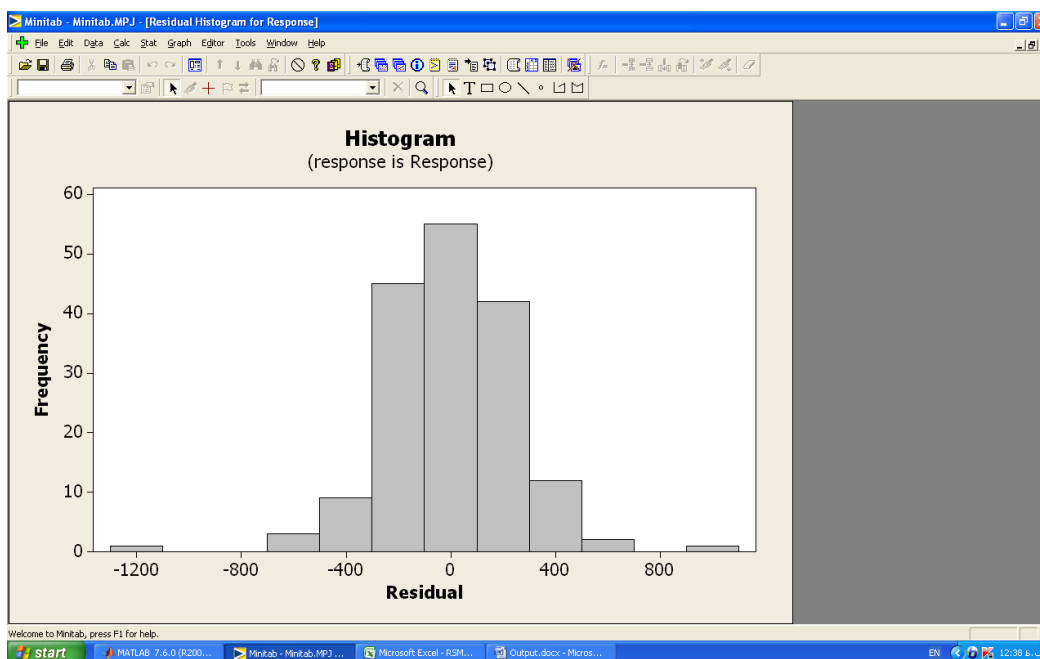 Minitab - Minitab.MPJ - [Residual Histogram for Response]
File Edit Data Calc Stat Graph Editor Tools Window Help
Histogram
(response is Response)
60
50
40
30
20
10
0
Frequency
-1200 -800 -400 0 400 800
Residual
Welcome to Minitab, press F1 for help.
start MATLAB 7.6.0 (R200... Minitab - Minitab.MPJ ... Microsoft Excel - RSM... Output.docx - Micros... EN 12:38